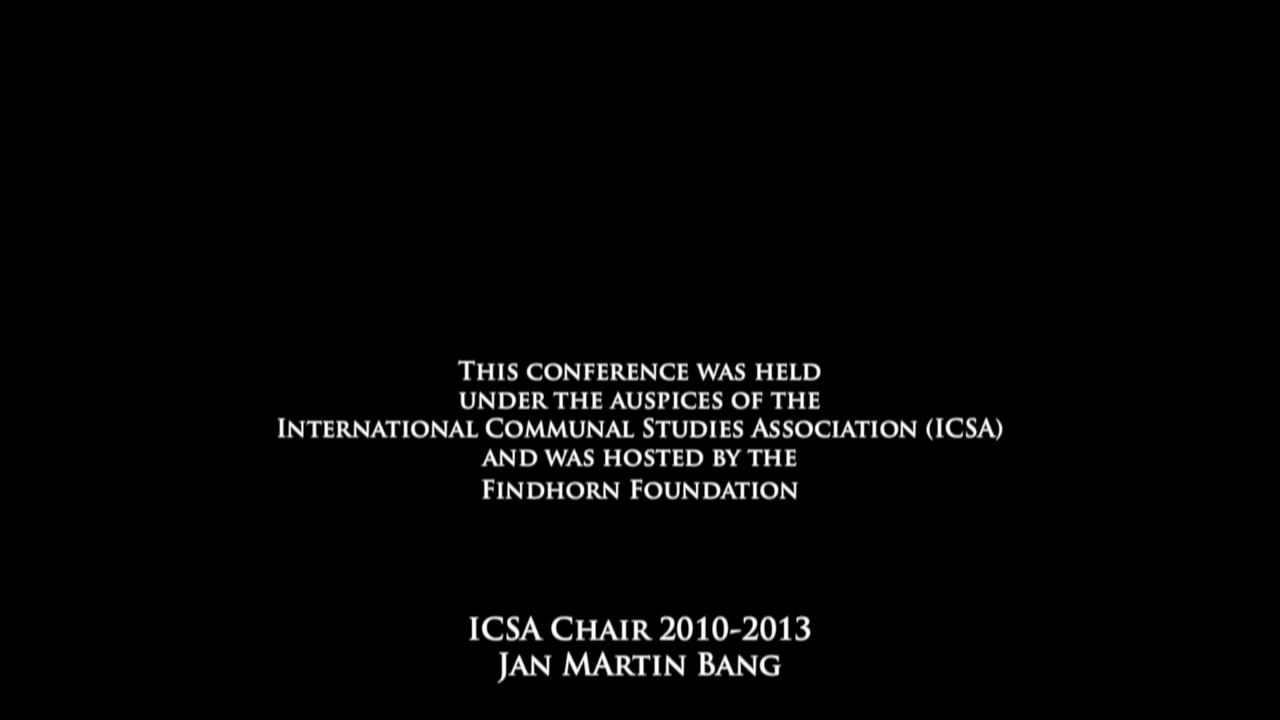 This conference was held
under the auspices of the
International Communal Studies Association (ICSA)
and was hosted by the
Findhorn Foundation
ICSA Chair 2010-2013
Jan MArtin Bang